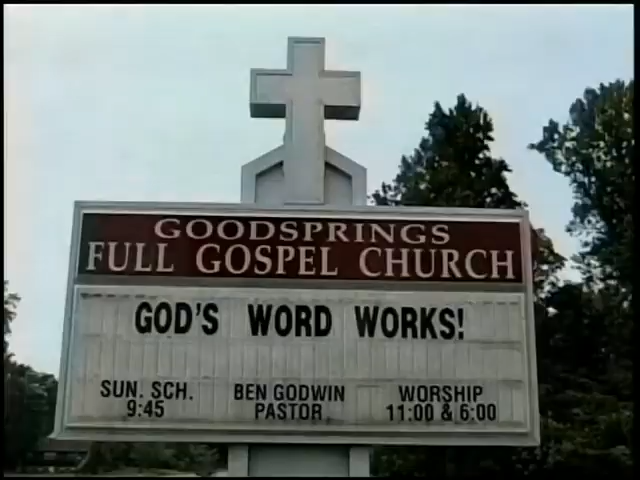 GOODSPRINGS
FULL GOSPEL CHURCH
GOD'S WORD WORKS!
SUN. SCH. BEN GODWIN WORSHIP
9:45 PASTOR 11:00 & 6:00